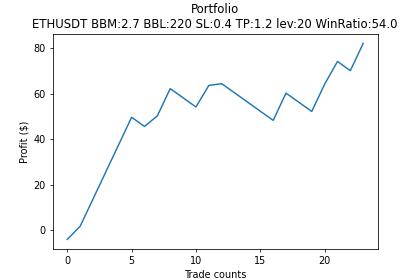 Portfolio
ETHUSDT BBM:2.7 BBL:220 SL:0.4 TP:1.2 lev:20 WinRatio:54.0
80
60
40
20
0
Profit ($)
0 5 10 15 20
Trade counts